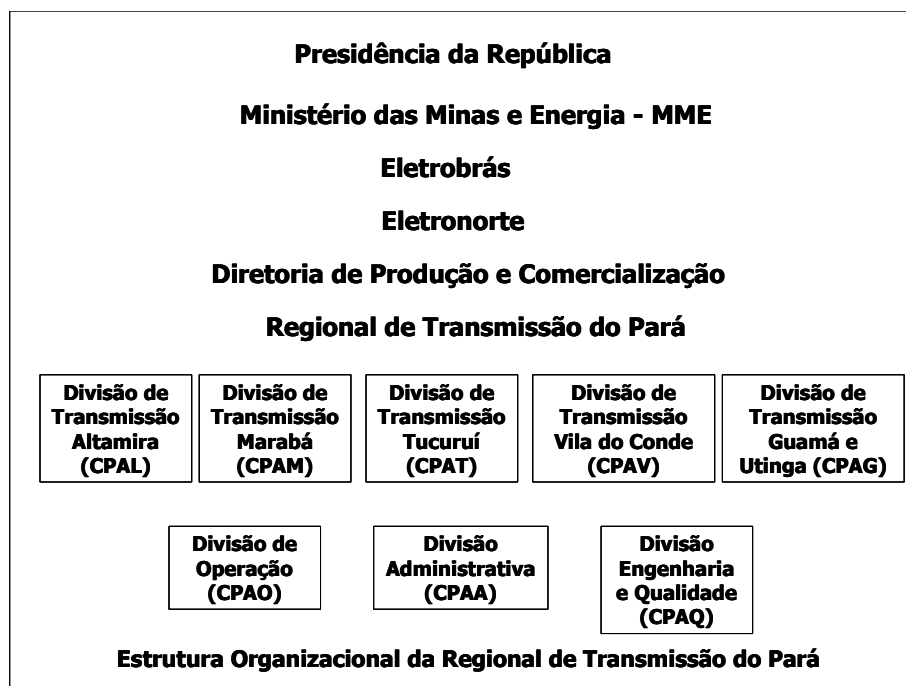 Presidência da República
Ministério das Minas e Energia - MME
Eletrobrás
Eletronorte
Diretoria de Produção e Comercialização
Regional de Transmissão do Pará
Divisão de
Transmissão
Altamira
(CPAL)
Divisão de
Transmissão
Marabá
(CPAM)
Divisão de
Transmissão
Tucuruí
(CPAT)
Divisão de
Transmissão
Vila do Conde
(CPAV)
Divisão de
Transmissão
Guamá e
Utinga (CPAG)
Divisão de
Operação
(CPAO)
Divisão
Administrativa
(CPAA)
Divisão
Engenharia
e Qualidade
(CPAQ)
Estrutura Organizacional da Regional de Transmissão do Pará